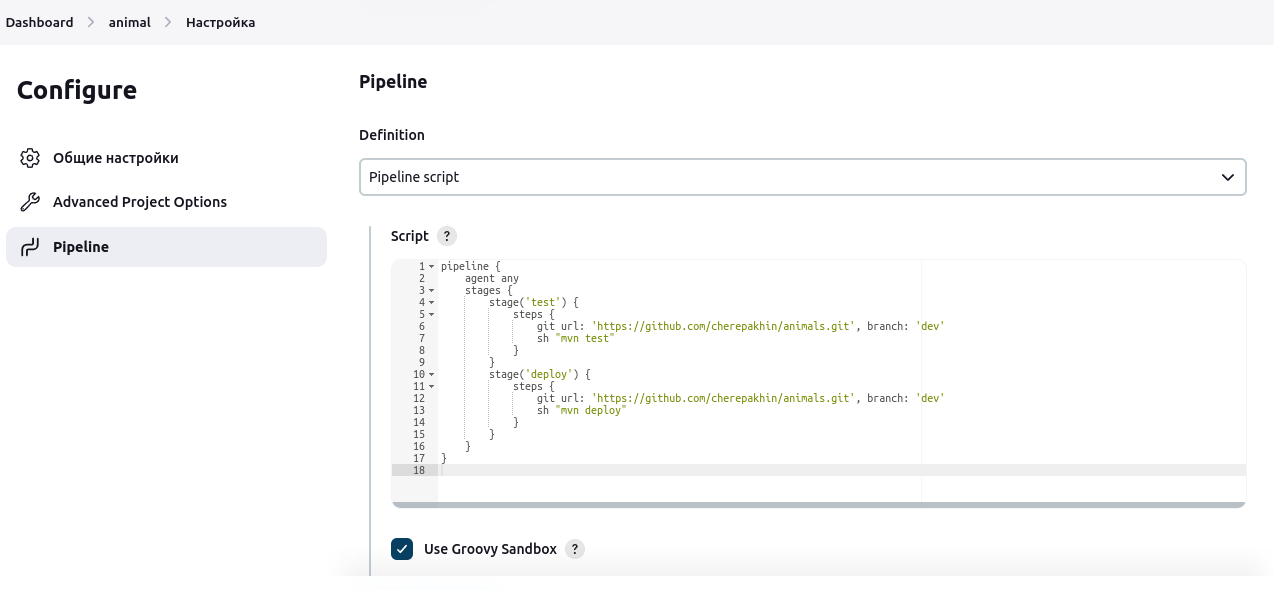 Dashboard > animal > Настройка
Configure
Общие настройки
Advanced Project Options
Pipeline
Pipeline
Definition
Pipeline script
Script ?
1 pipeline {
2     agent any
3     stages {
4         stage('test') {
5             steps {
6                 git url: 'https://github.com/cherepakhin/animals.git', branch: 'dev'
7                 sh "mvn test"
8             }
9         }
10         stage('deploy') {
11             steps {
12                 git url: 'https://github.com/cherepakhin/animals.git', branch: 'dev'
13                 sh "mvn deploy"
14             }
15         }
16     }
17 }
18
Use Groovy Sandbox ?